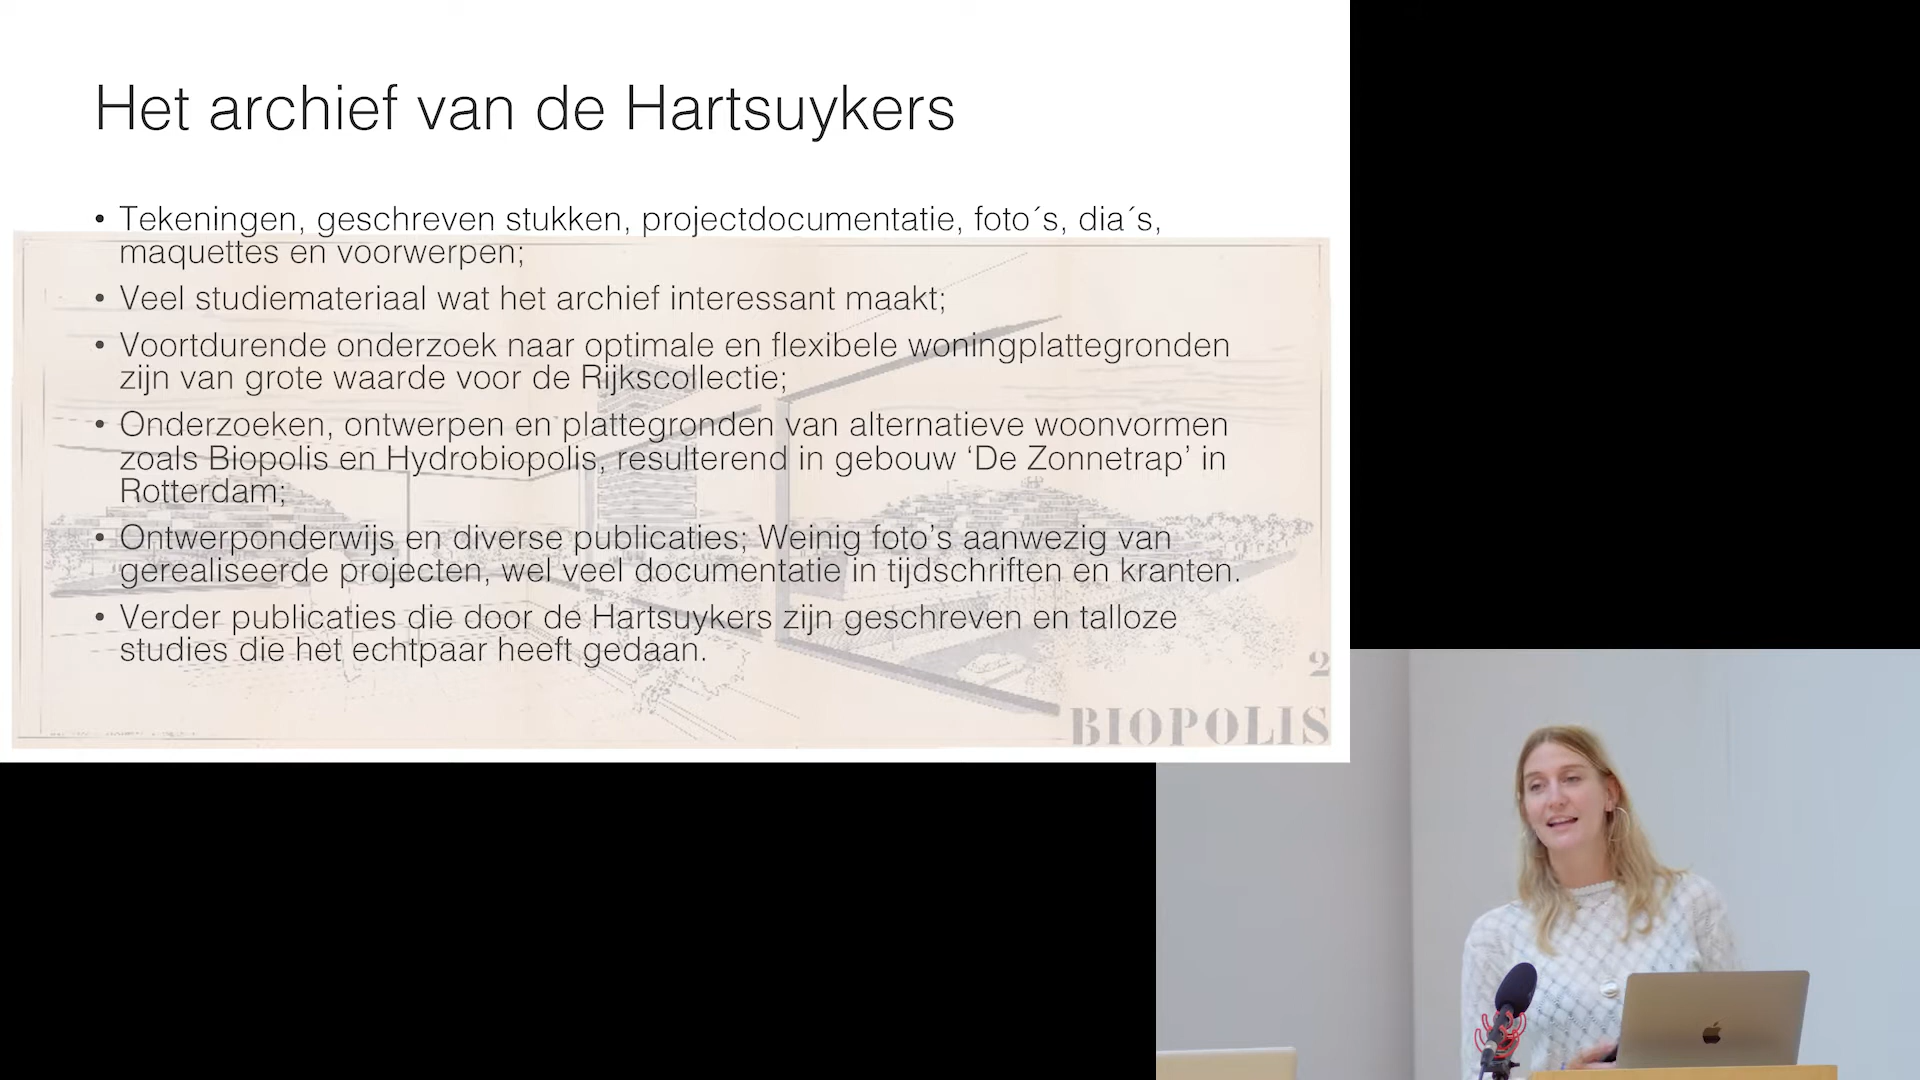 Het archief van de Hartsuykers
• Tekeningen, geschreven stukken, projectdocumentatie, foto´s, dia´s,
maquettes en voorwerpen;
• Veel studiemateriaal wat het archief interessant maakt;
• Voortdurende onderzoek naar optimale en flexibele woningplattegronden
zijn van grote waarde voor de Rijkscollectie;
• Onderzoeken, ontwerpen en plattegronden van alternatieve woonvormen
zoals Biopolis en Hydrobiopolis, resulterend in gebouw ‘De Zonnetrap’ in
Rotterdam;
• Ontwerponderwijs en diverse publicaties; Weinig foto’s aanwezig van
gerealiseerde projecten, wel veel documentatie in tijdschriften en kranten.
• Verder publicaties die door de Hartsuykers zijn geschreven en talloze
studies die het echtpaar heeft gedaan.
2
BIOPOLIS